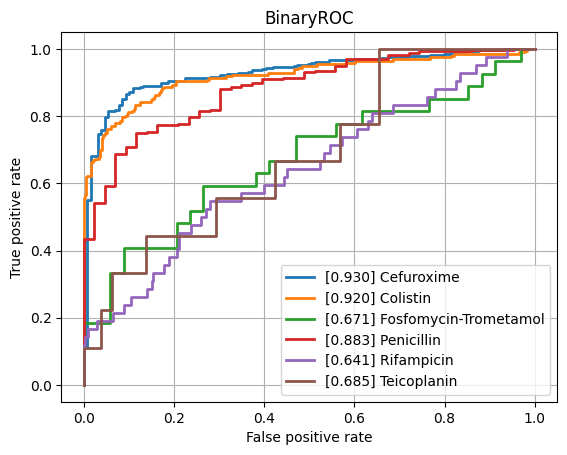 BinaryROC
True positive rate
1.0
0.8
0.6
0.4
0.2
0.0
[0.930] Cefuroxime
[0.920] Colistin
[0.671] Fosfomycin-Trometamol
[0.883] Penicillin
[0.641] Rifampicin
[0.685] Teicoplanin
0.0 0.2 0.4 0.6 0.8 1.0
False positive rate